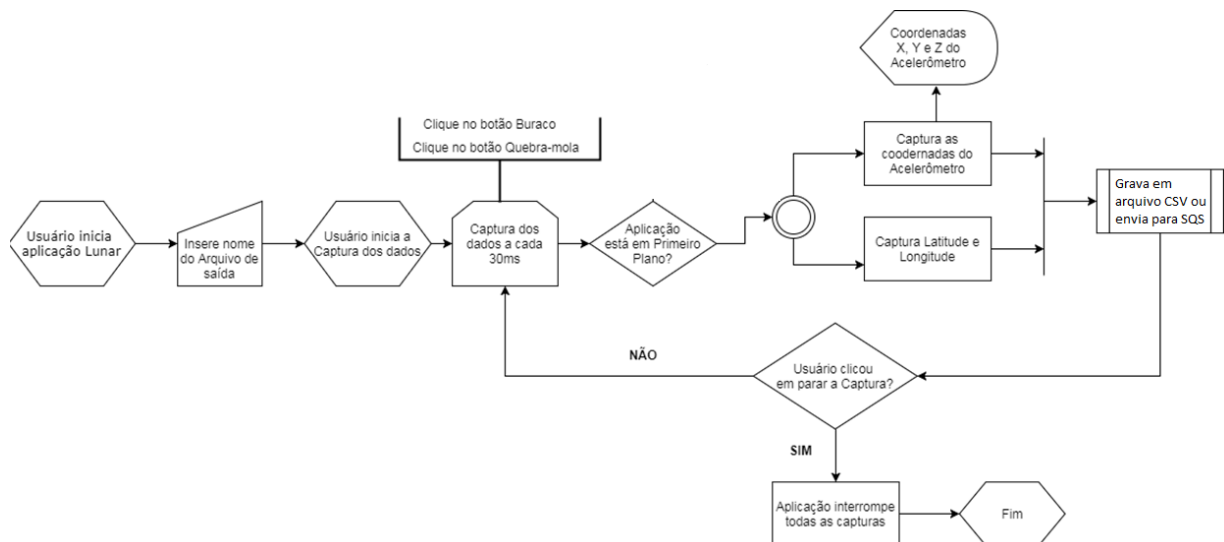 Coordenadas
X, Y e Z do
Acelerômetro
Clique no botão Buraco
Clique no botão Quebra-mola
Captura as
coodernadas do
Acelerômetro
Usuário inicia
aplicação Lunar
Insere nome
do Arquivo de
saída
Usuário inicia a
Captura dos dados
Captura dos
dados a cada
30ms
Aplicação
está em Primeiro
Plano?
Captura Latitude e
Longitude
Grava em
arquivo CSV ou
envia para SQS
NÃO
Usuário clicou
em parar a Captura?
SIM
Aplicação interrompe
todas as capturas
Fim